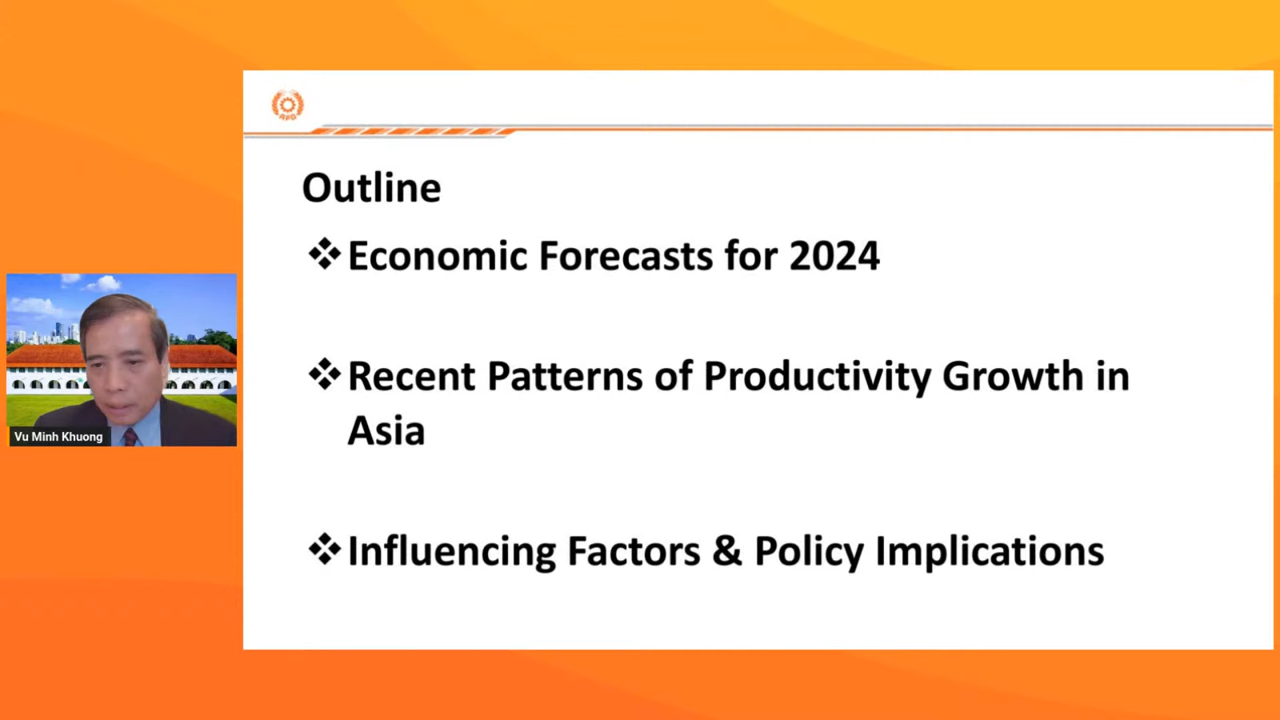 APO
Outline
❖Economic Forecasts for 2024
❖Recent Patterns of Productivity Growth in
Asia
❖Influencing Factors & Policy Implications
Vu Minh Khuong